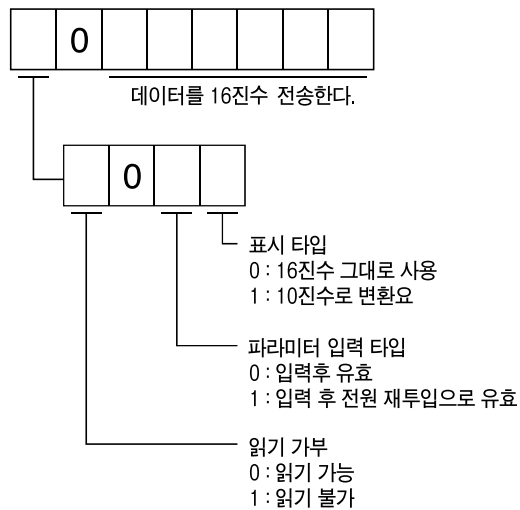 0
데이터를 16진수 전송한다.
0
표시 타입
0 : 16진수 그대로 사용
1 : 10진수로 변환요
파라미터 입력 타입
0 : 입력후 유효
1 : 입력 후 전원 재투입으로 유효
읽기 가부
0 : 읽기 가능
1 : 읽기 불가